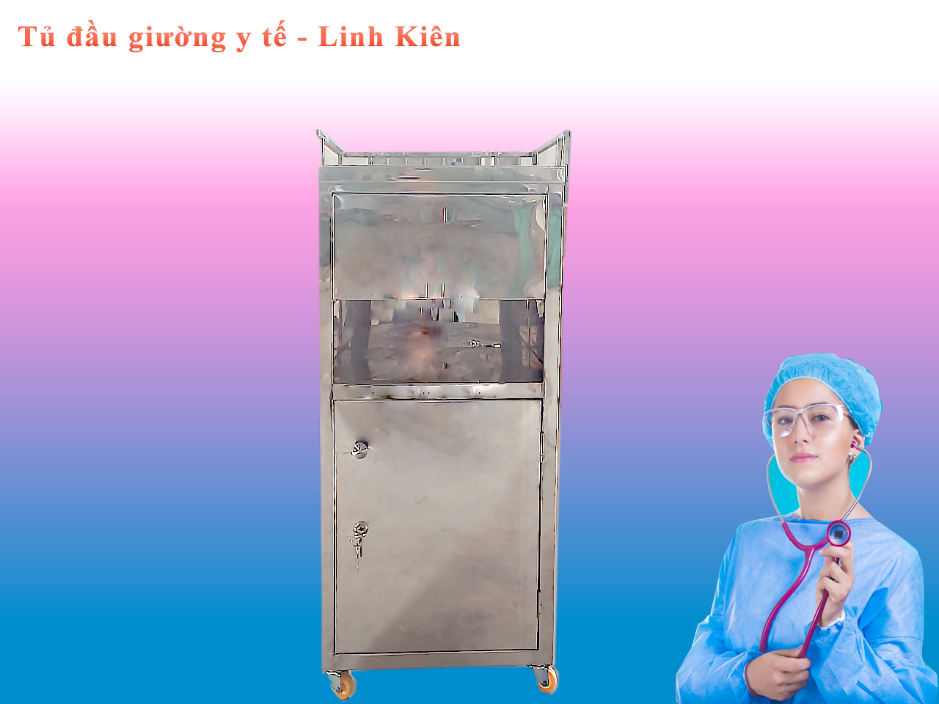 Tủ đầu giường y tế - Linh Kiên